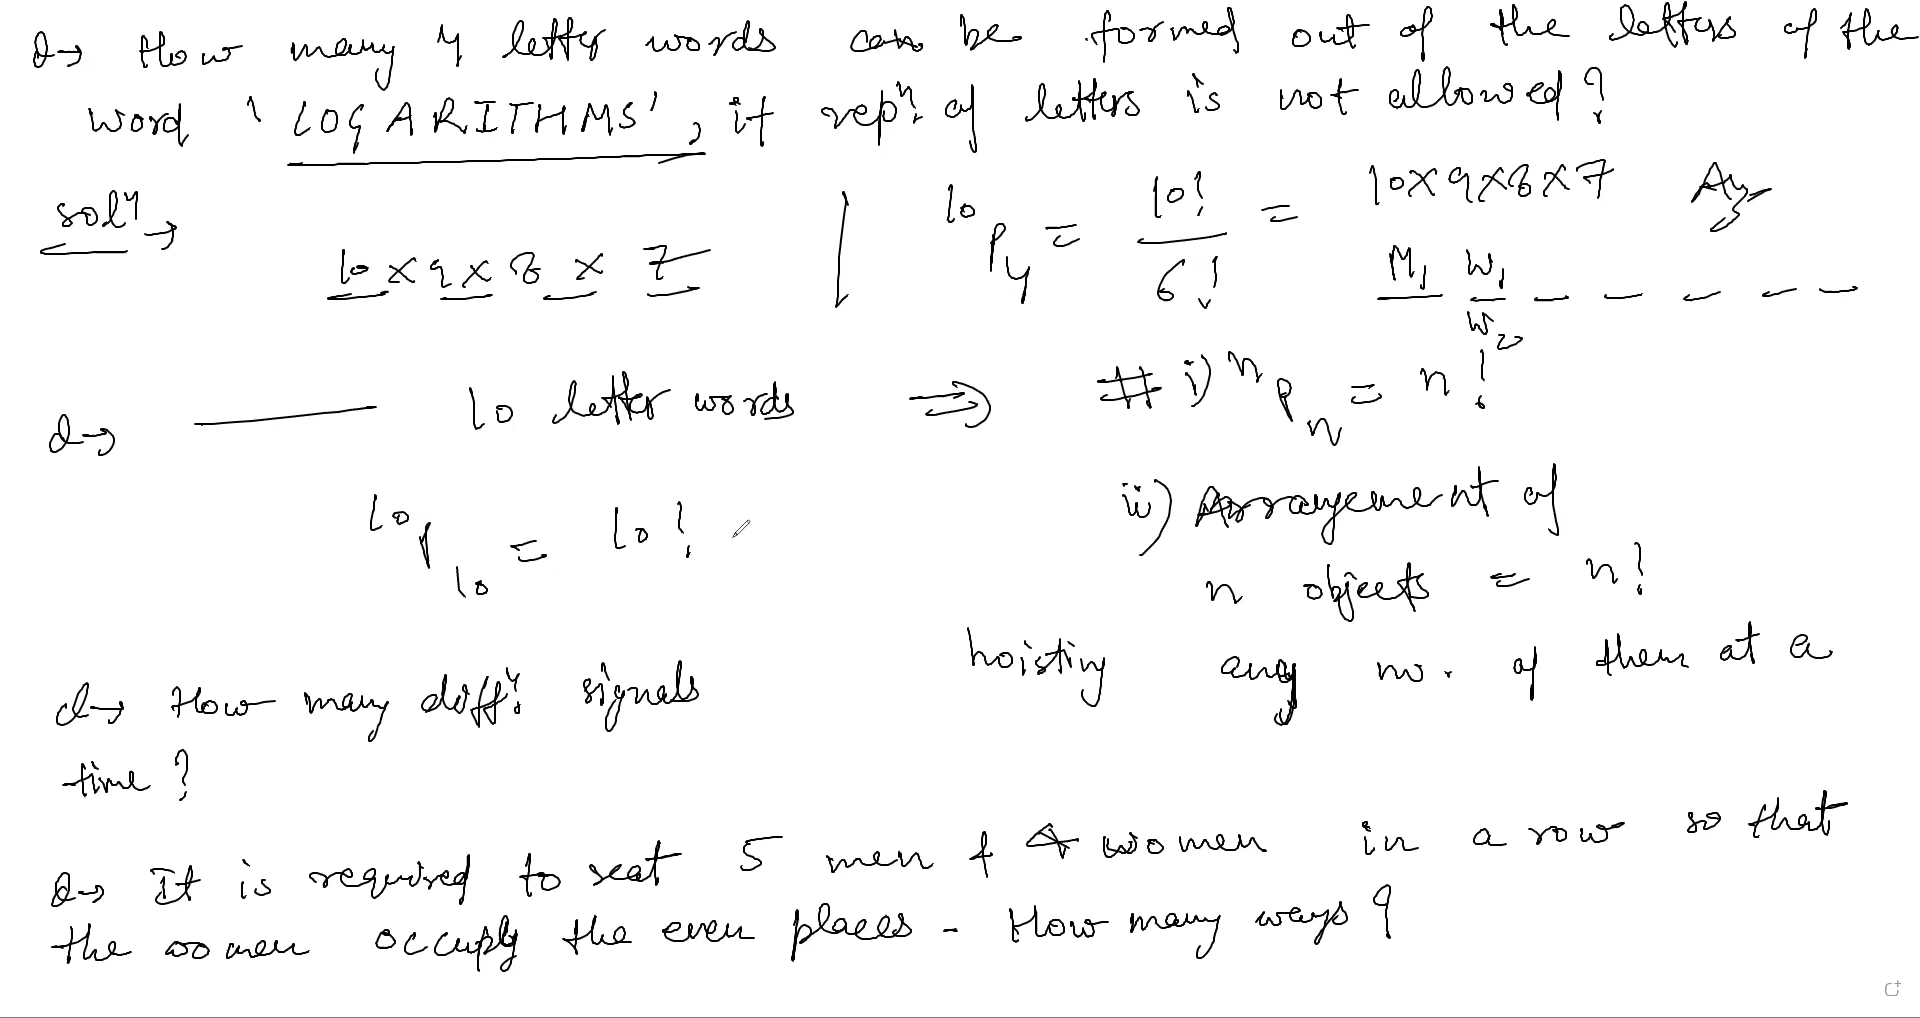 Q→ How many 4 letter words can be formed out of the letters of the
word 'LOGARITHMS', if repⁿ. of letters is not allowed?
solⁿ → 10 × 9 × 8 × 7 | ¹⁰P₄ = 10!/6! = 10×9×8×7 Ans
M₁ W₁ _ _ _ _ _
W₂
Q→ ——— 10 letter words ⇒ # i) ⁿPₙ = n!
¹⁰P₁₀ = 10!
ii) Arrangement of
n objects = n!
Q→ How many diffⁿ. signals hoisting any no. of them at a
time?
Q→ It is required to seat 5 men & 4 women in a row so that
the women occupy the even places - How many ways?